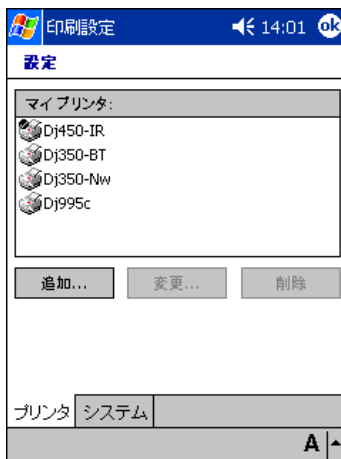 印刷設定 14:01 ok
設定
マイ プリンタ:
Dj450-IR
Dj350-BT
Dj350-Nw
Dj995c
追加... 変更... 削除
プリンタ システム
A